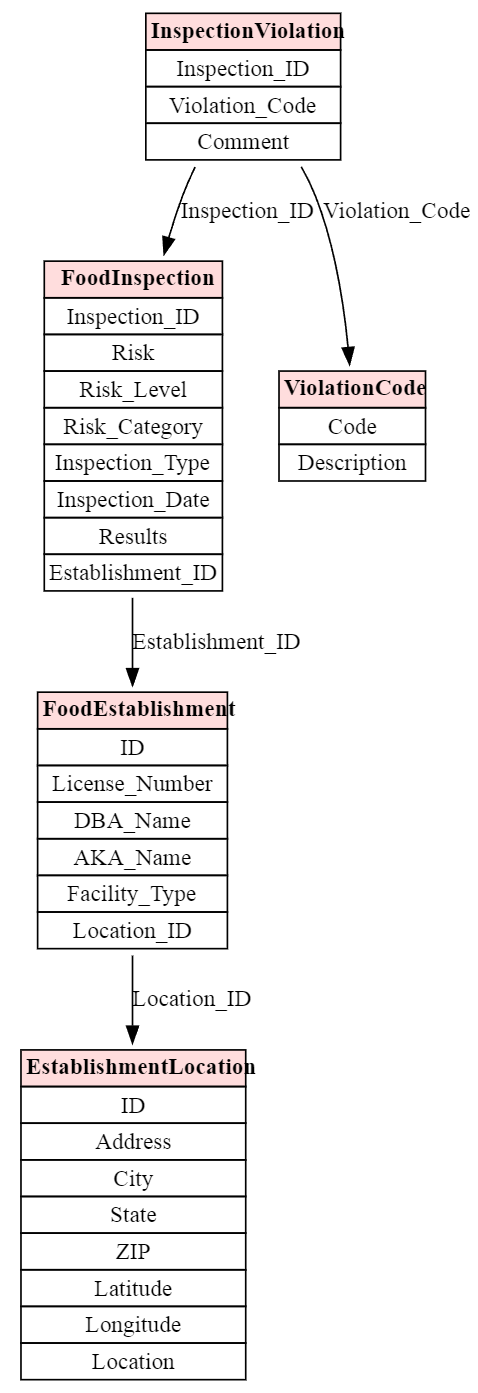 InspectionViolation
Inspection_ID
Violation_Code
Comment
Inspection_ID
Violation_Code
FoodInspection
Inspection_ID
Risk
Risk_Level
Risk_Category
Inspection_Type
Inspection_Date
Results
Establishment_ID
ViolationCode
Code
Description
Establishment_ID
FoodEstablishment
ID
License_Number
DBA_Name
AKA_Name
Facility_Type
Location_ID
Location_ID
EstablishmentLocation
ID
Address
City
State
ZIP
Latitude
Longitude
Location